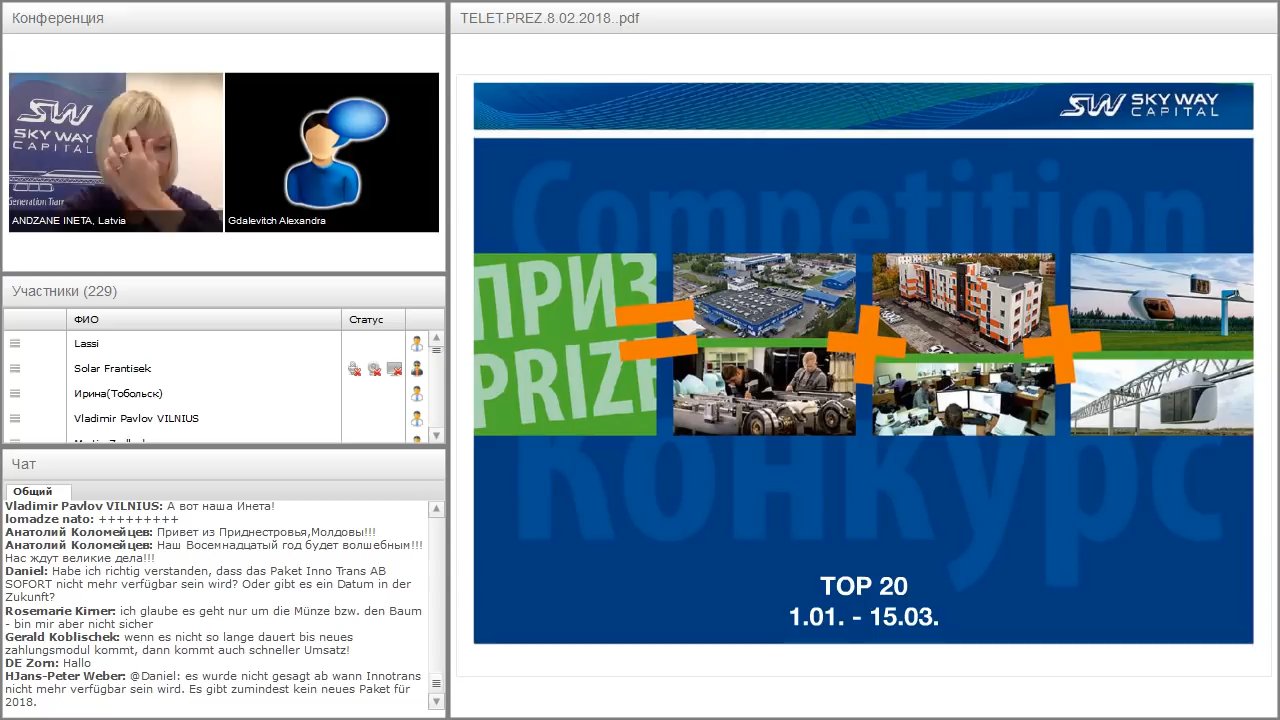 Конференция
SW
SKY WAY
CAPITAL
Generation Tran
ANDZANE INETA, Latvia
Gdalevitch Alexandra
Участники (229)
ФИО
Статус
Lassi
Solar Frantisek
Ирина(Тобольск)
Vladimir Pavlov VILNIUS
Чат
Общий
Vladimir Pavlov VILNIUS: А вот наша Инета!
lomadze nato: +++++++++
Анатолий Коломейцев: Привет из Приднестровья,Молдовы!!!
Анатолий Коломейцев: Наш Восемнадцатый год будет волшебным!!!
Нас ждут великие дела!!!
Daniel: Habe ich richtig verstanden, dass das Paket Inno Trans AB
SOFORT nicht mehr verfügbar sein wird? Oder gibt es ein Datum in der
Zukunft?
Rosemarie Kirner: ich glaube es geht nur um die Münze bzw. den Baum
- bin mir aber nicht sicher
Gerald Koblischek: wenn es nicht so lange dauert bis neues
zahlungsmodul kommt, dann kommt auch schneller Umsatz!
DE Zorn: Hallo
HJans-Peter Weber: @Daniel: es wurde nicht gesagt ab wann Innotrans
nicht mehr verfügbar sein wird. Es gibt zumindest kein neues Paket für
2018.
TELET.PREZ.8.02.2018..pdf
SW SKY WAY
CAPITAL
Competition
ПРИЗ
PRIZE
Конкурс
TOP 20
1.01. - 15.03.